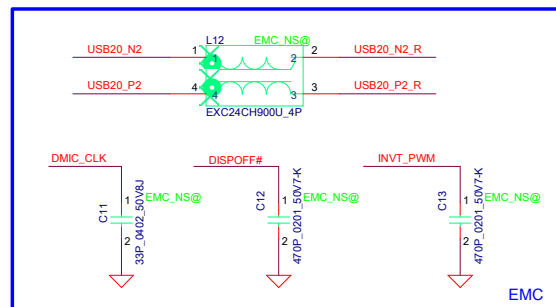 L12
EMC_NS@
USB20_N2
1
1
2
2
USB20_N2_R
USB20_P2
4
4
3
3
USB20_P2_R
EXC24CH900U_4P
DMIC_CLK
DISPOFF#
INVT_PWM
C11
1
2
33P_0402_50V8J
EMC_NS@
C12
1
2
470P_0201_50V7-K
EMC_NS@
C13
1
2
470P_0201_50V7-K
EMC_NS@
EMC